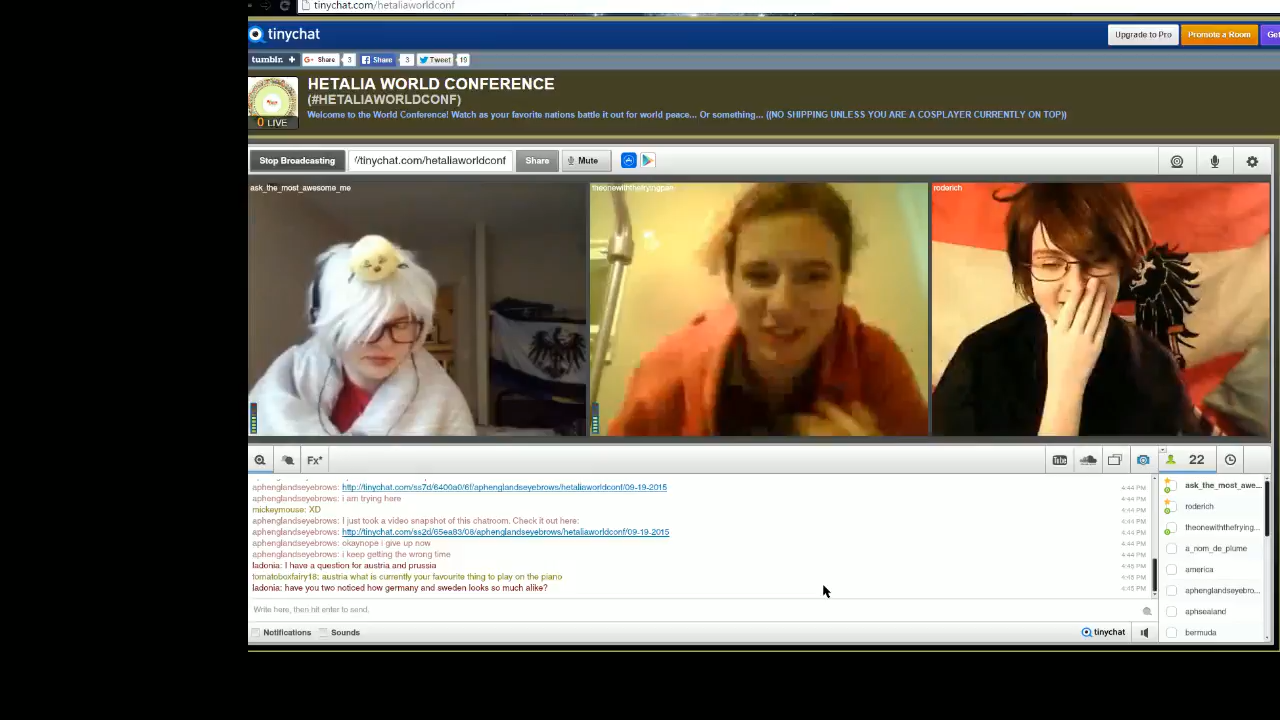 tinychat.com/hetaliaworldconf
tinychat
Upgrade to Pro
Promote a Room
Get
tumblr. +
G+ Share
3
Share
3
Tweet
19
HETALIA WORLD CONFERENCE
(#HETALIAWORLDCONF)
0 LIVE
Welcome to the World Conference! Watch as your favorite nations battle it out for world peace... Or something... ((NO SHIPPING UNLESS YOU ARE A COSPLAYER CURRENTLY ON TOP))
Stop Broadcasting
//tinychat.com/hetaliaworldconf
Share
Mute
ask_the_most_awesome_me
theonewiththefryingpan
roderich
Fx*
You
22
aphenglandseyebrows: http://tinychat.com/ss7d/6400a0/6f/aphenglandseyebrows/hetaliaworldconf/09-19-2015 4:44 PM
aphenglandseyebrows: i am trying here 4:44 PM
mickeymouse: XD 4:44 PM
aphenglandseyebrows: I just took a video snapshot of this chatroom. Check it out here: 4:44 PM
aphenglandseyebrows: http://tinychat.com/ss2d/65ea83/08/aphenglandseyebrows/hetaliaworldconf/09-19-2015 4:44 PM
aphenglandseyebrows: okaynope i give up now 4:44 PM
aphenglandseyebrows: i keep getting the wrong time 4:44 PM
ladonia: I have a question for austria and prussia 4:45 PM
tomatoboxfairy18: austria what is currently your favourite thing to play on the piano 4:45 PM
ladonia: have you two noticed how germany and sweden looks so much alike? 4:45 PM
Write here, then hit enter to send.
Notifications
Sounds
tinychat
ask_the_most_awe...
roderich
theonewiththefrying...
a_nom_de_plume
america
aphenglandseyebro...
aphsealand
bermuda